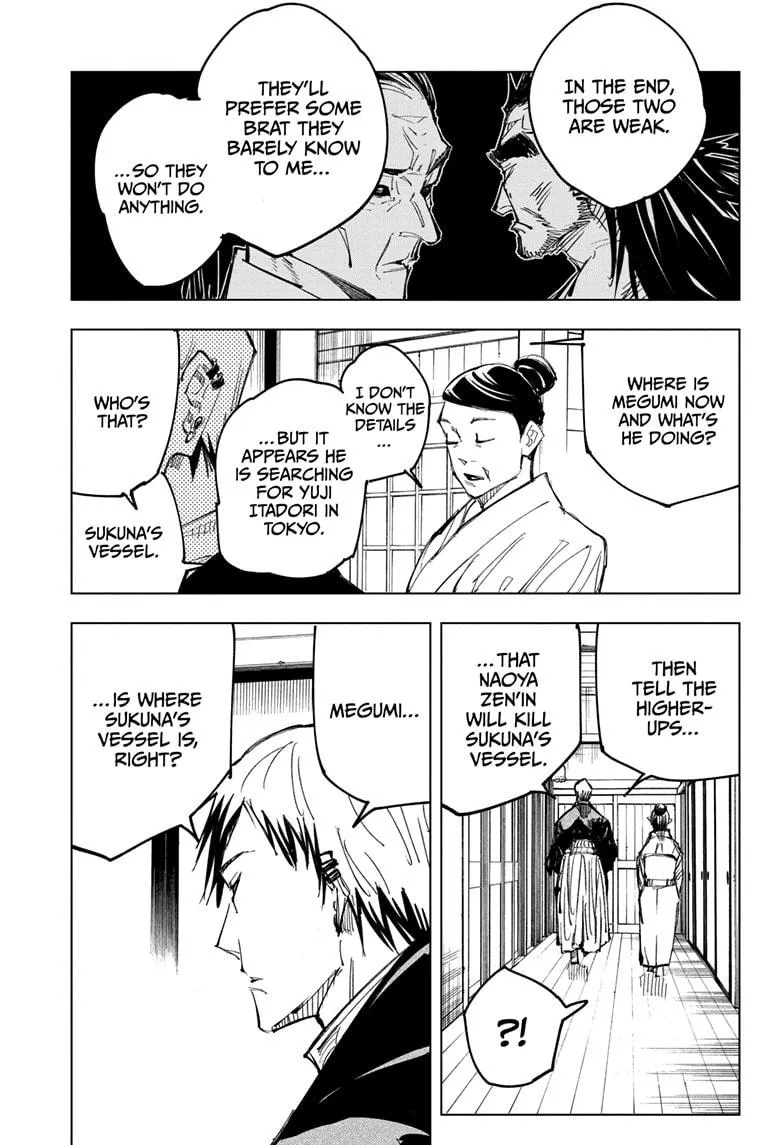 IN THE END,
THOSE TWO
ARE WEAK.
THEY'LL
PREFER SOME
BRAT THEY
BARELY KNOW
TO ME...
...SO THEY
WON'T DO
ANYTHING.
WHERE IS
MEGUMI NOW
AND WHAT'S
HE DOING?
I DON'T
KNOW THE
DETAILS
...
...BUT IT
APPEARS HE
IS SEARCHING
FOR YUJI
ITADORI IN
TOKYO.
WHO'S
THAT?
SUKUNA'S
VESSEL.
THEN
TELL THE
HIGHER-
UPS...
...THAT
NAOYA
ZEN'IN
WILL KILL
SUKUNA'S
VESSEL.
?!
MEGUMI...
...IS WHERE
SUKUNA'S
VESSEL IS,
RIGHT?